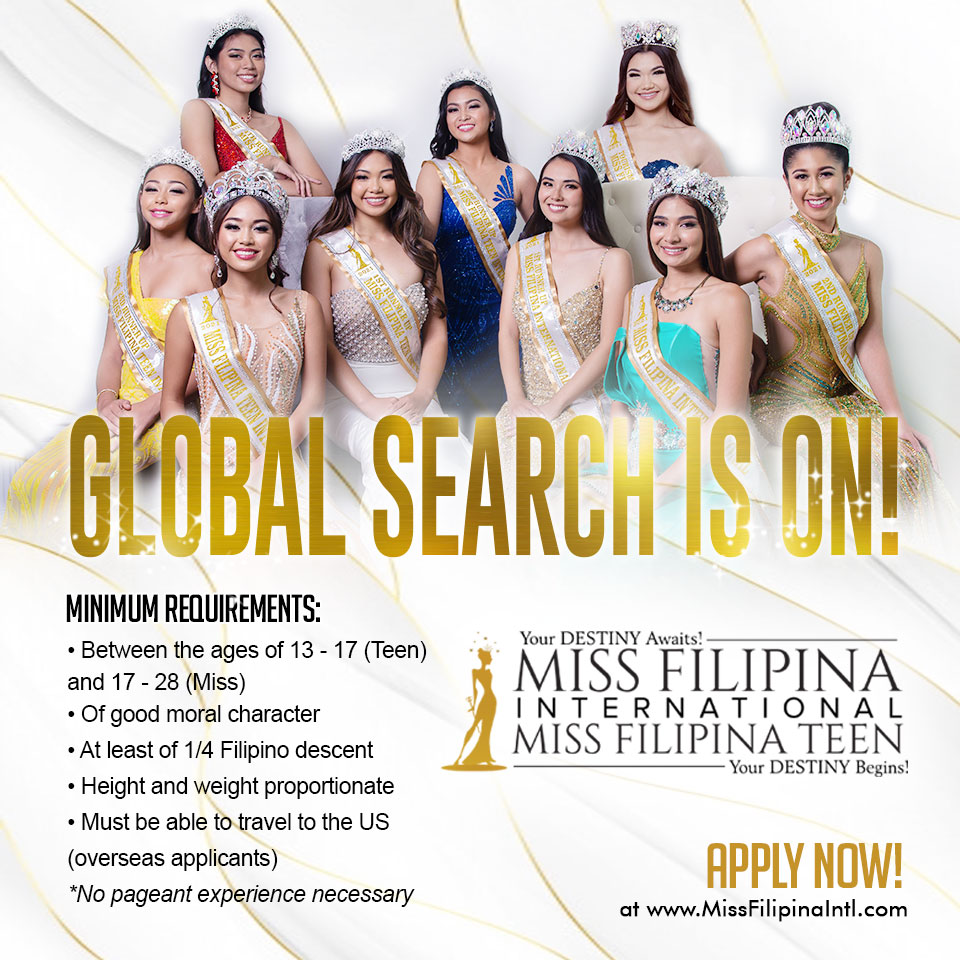 GLOBAL SEARCH IS ON!
MINIMUM REQUIREMENTS:
• Between the ages of 13 - 17 (Teen)
and 17 - 28 (Miss)
• Of good moral character
• At least of 1/4 Filipino descent
• Height and weight proportionate
• Must be able to travel to the US
(overseas applicants)
*No pageant experience necessary
Your DESTINY Awaits!
MISS FILIPINA
INTERNATIONAL
MISS FILIPINA TEEN
Your DESTINY Begins!
APPLY NOW!
at www.MissFilipinaIntl.com